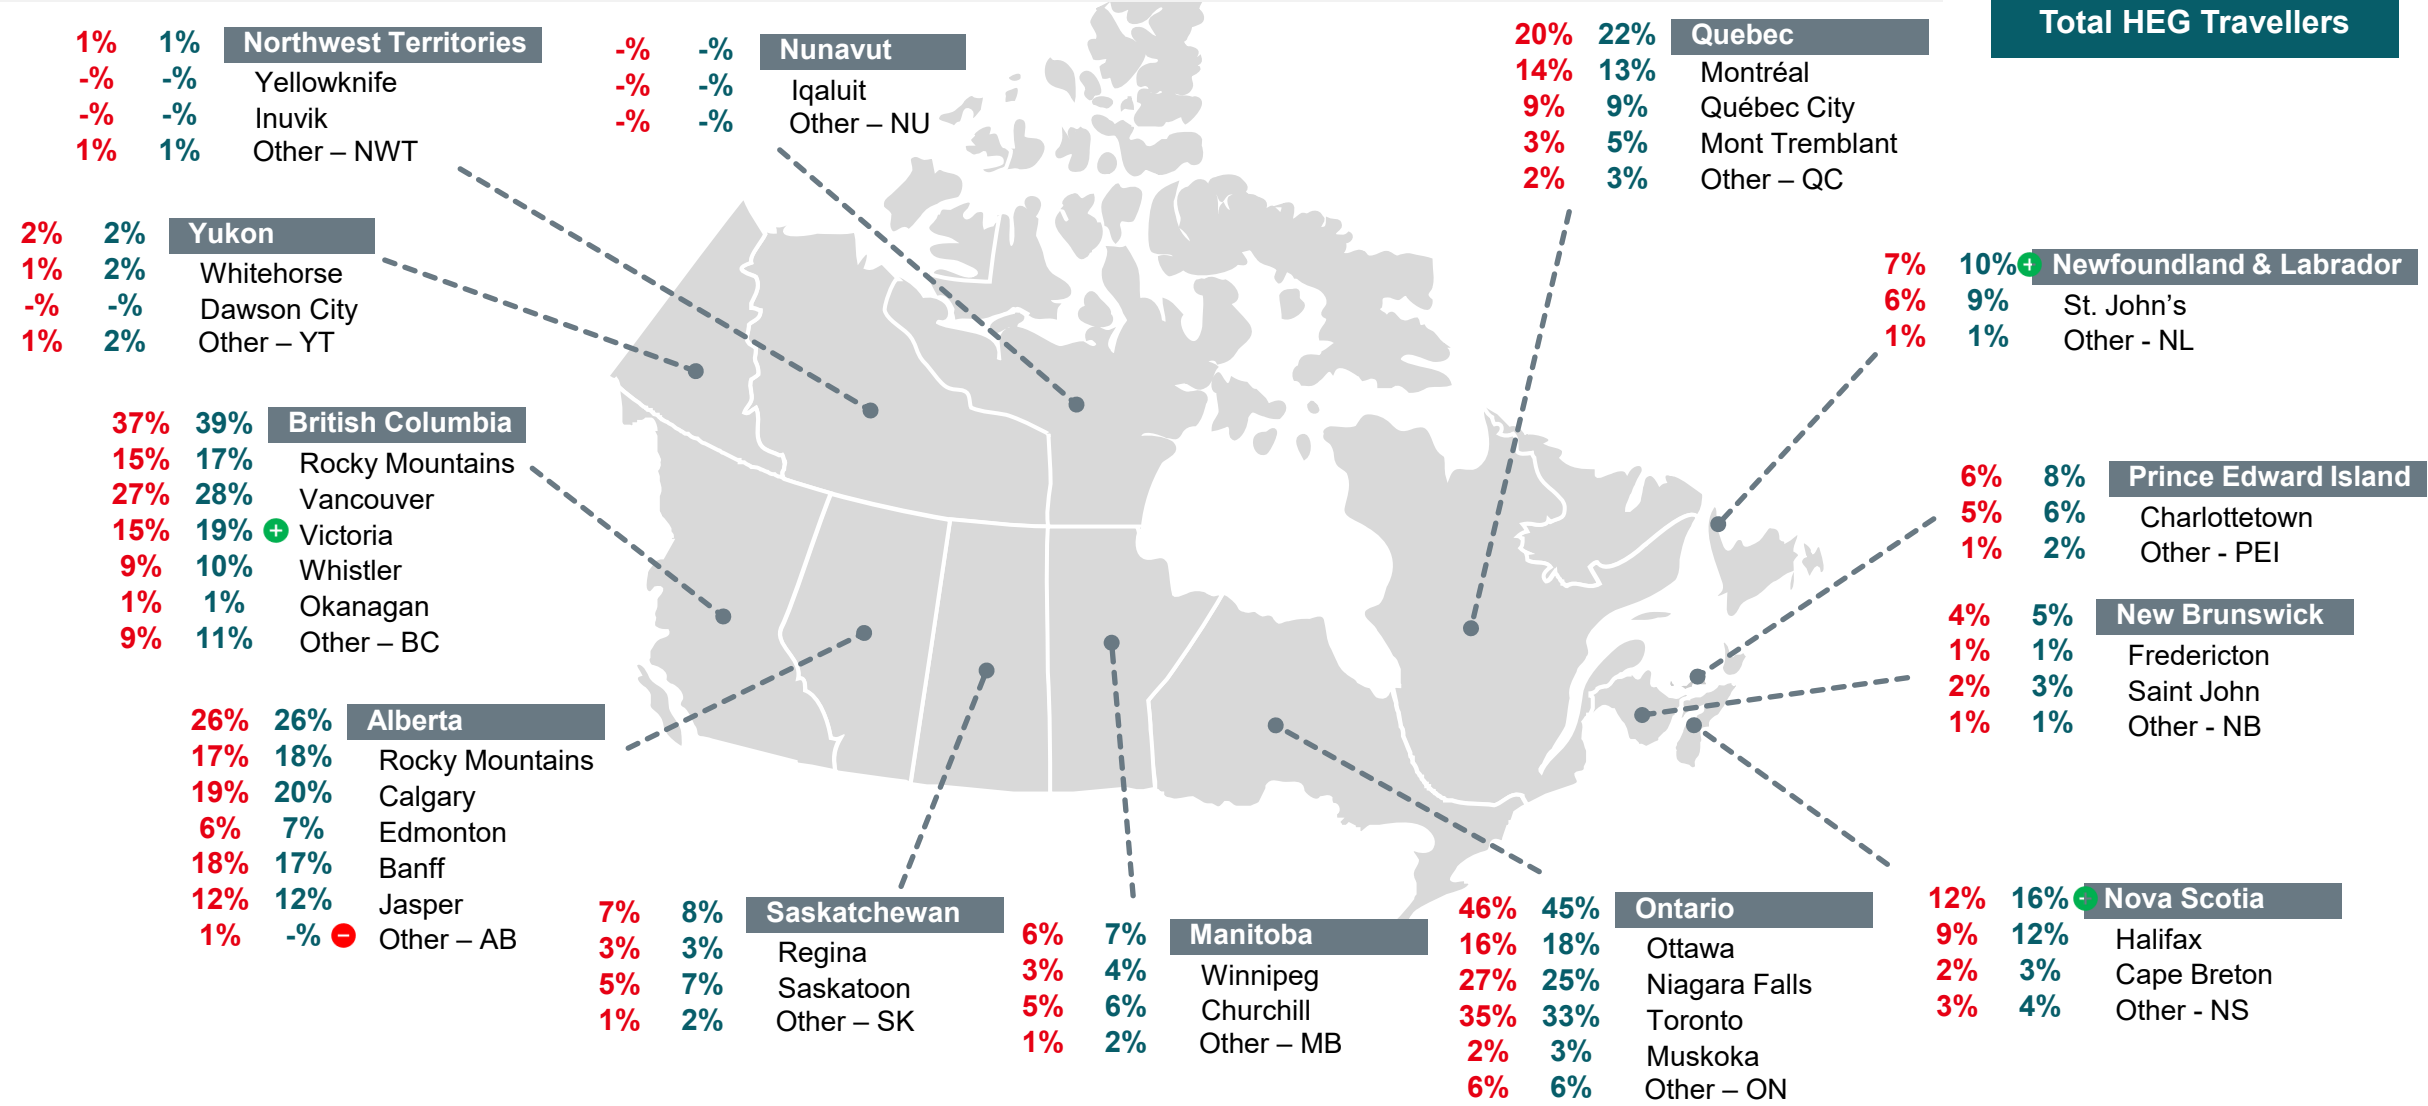 Total HEG Travellers
1% 1% Northwest Territories
-% -% Yellowknife
-% -% Inuvik
1% 1% Other – NWT
-% -% Nunavut
-% -% Iqaluit
-% -% Other – NU
20% 22% Quebec
14% 13% Montréal
9% 9% Québec City
3% 5% Mont Tremblant
2% 3% Other – QC
2% 2% Yukon
1% 2% Whitehorse
-% -% Dawson City
1% 2% Other – YT
7% 10% + Newfoundland & Labrador
6% 9% St. John’s
1% 1% Other - NL
37% 39% British Columbia
15% 17% Rocky Mountains
27% 28% Vancouver
15% 19% + Victoria
9% 10% Whistler
1% 1% Okanagan
9% 11% Other – BC
6% 8% Prince Edward Island
5% 6% Charlottetown
1% 2% Other - PEI
4% 5% New Brunswick
1% 1% Fredericton
2% 3% Saint John
1% 1% Other - NB
26% 26% Alberta
17% 18% Rocky Mountains
19% 20% Calgary
6% 7% Edmonton
18% 17% Banff
12% 12% Jasper
1% -% – Other – AB
7% 8% Saskatchewan
3% 3% Regina
5% 7% Saskatoon
1% 2% Other – SK
6% 7% Manitoba
3% 4% Winnipeg
5% 6% Churchill
1% 2% Other – MB
46% 45% Ontario
16% 18% Ottawa
27% 25% Niagara Falls
35% 33% Toronto
2% 3% Muskoka
6% 6% Other – ON
12% 16% + Nova Scotia
9% 12% Halifax
2% 3% Cape Breton
3% 4% Other - NS